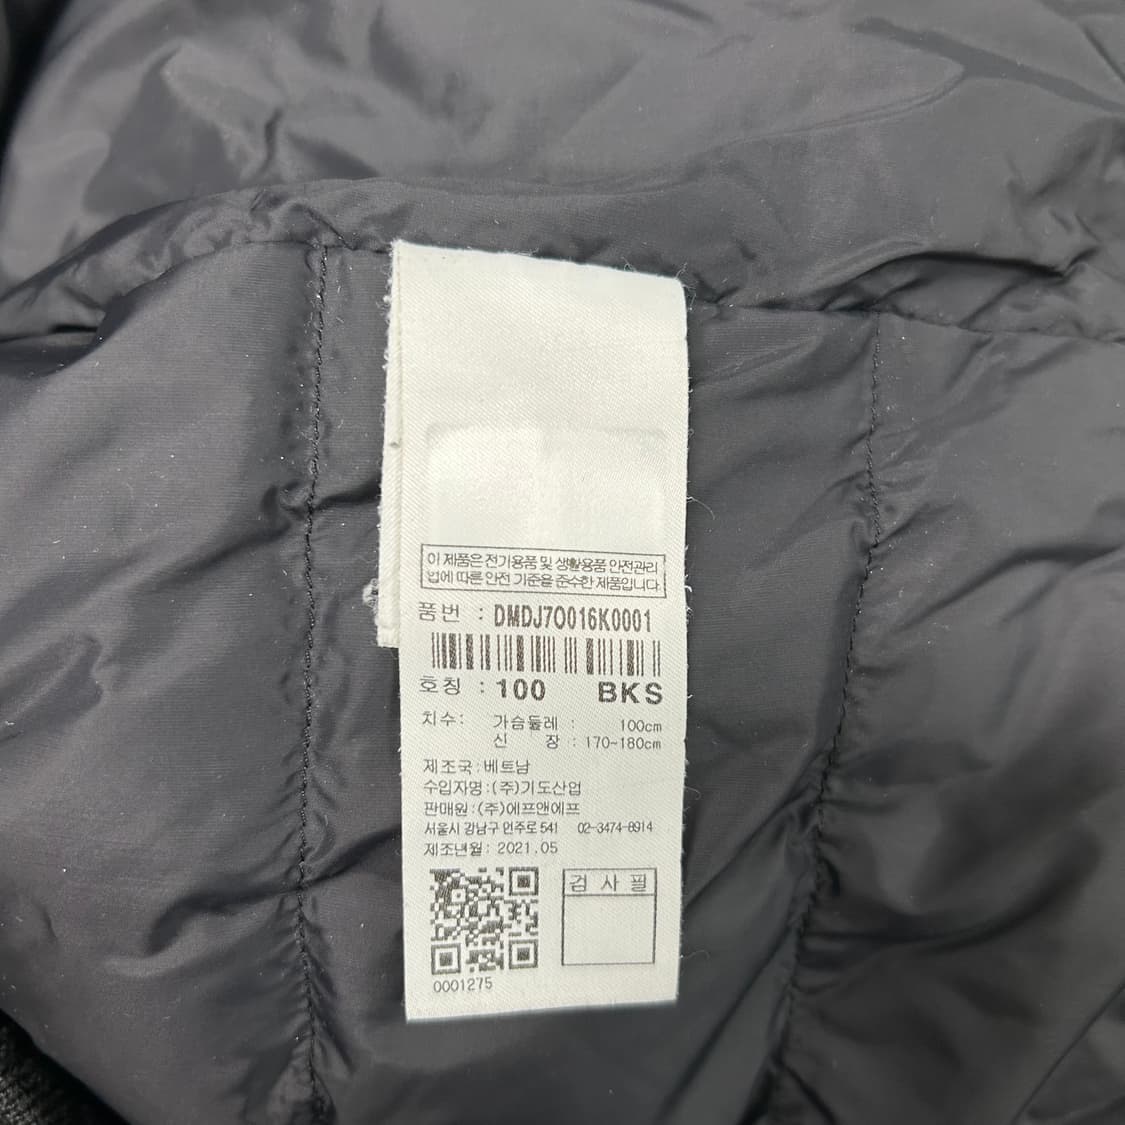 이 제품은 전기용품 및 생활용품 안전관리
법에 따른 안전 기준을 준수한 제품입니다.
품번 : DMDJ7O016K0001
호칭 : 100 BKS
치수: 가슴둘레 : 100cm
신 장 : 170~180cm
제조국:베트남
수입자명:(주)기도산업
판매원:(주)에프앤에프
서울시 강남구 언주로 541 02-3474-8914
제조년월: 2021.05
검 사 필
0001275